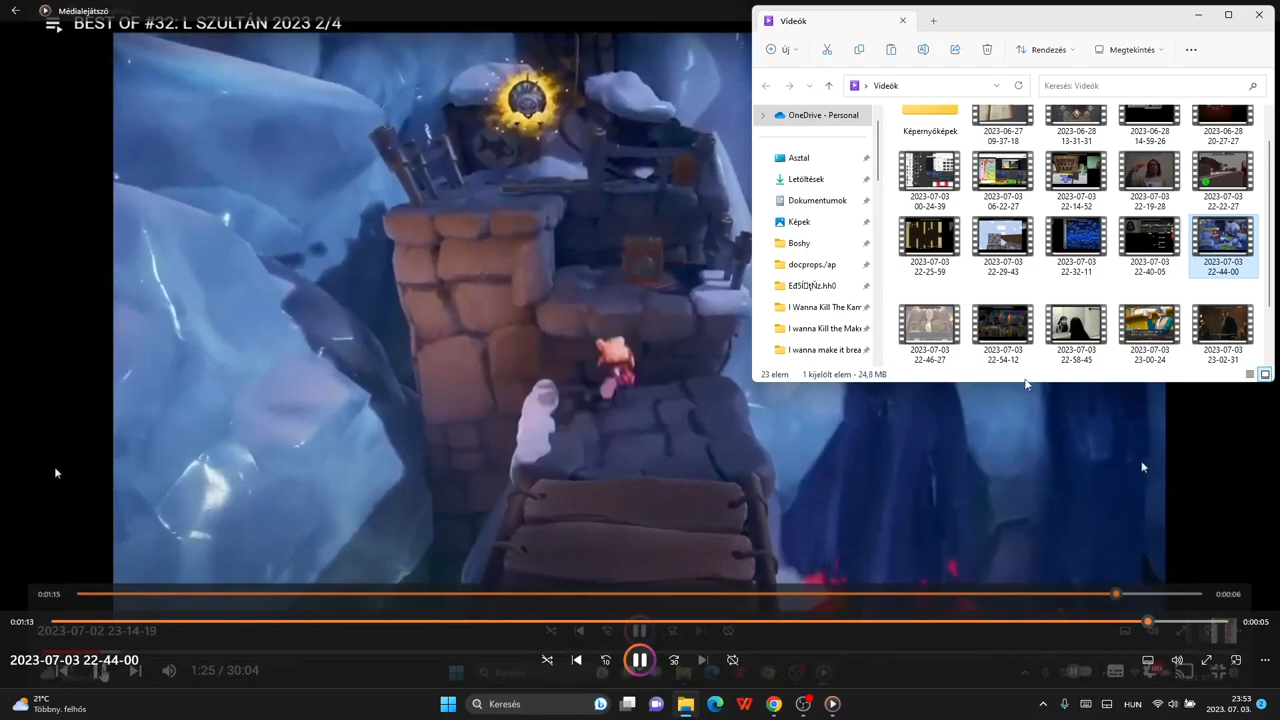 Médialejátszó
BEST OF #32: L SZULTÁN 2023 2/4
Videók
Új
Rendezés
Megtekintés
Videók
Keresés: Videók
OneDrive - Personal
Asztal
Letöltések
Dokumentumok
Képek
Boshy
docprops./ap
I Wanna Kill The Kam
I wanna Kill the Make
I wanna make it brea
Képernyőképek
2023-06-27
09-37-18
2023-06-28
13-31-31
2023-06-28
14-59-26
2023-06-28
20-27-27
2023-07-03
00-24-39
2023-07-03
06-22-27
2023-07-03
22-14-52
2023-07-03
22-19-28
2023-07-03
22-22-27
2023-07-03
22-25-59
2023-07-03
22-29-43
2023-07-03
22-32-11
2023-07-03
22-40-05
2023-07-03
22-44-00
2023-07-03
22-46-27
2023-07-03
22-54-12
2023-07-03
22-58-45
2023-07-03
23-00-24
2023-07-03
23-02-31
23 elem
1 kijelölt elem - 24,8 MB
0:01:15
0:00:06
0:01:13
0:00:05
2023-07-02 23-14-19
2023-07-03 22-44-00
1:25 / 30:04
Keresés
21°C
Többny. felhős
Keresés
HUN
23:53
2023. 07. 03.